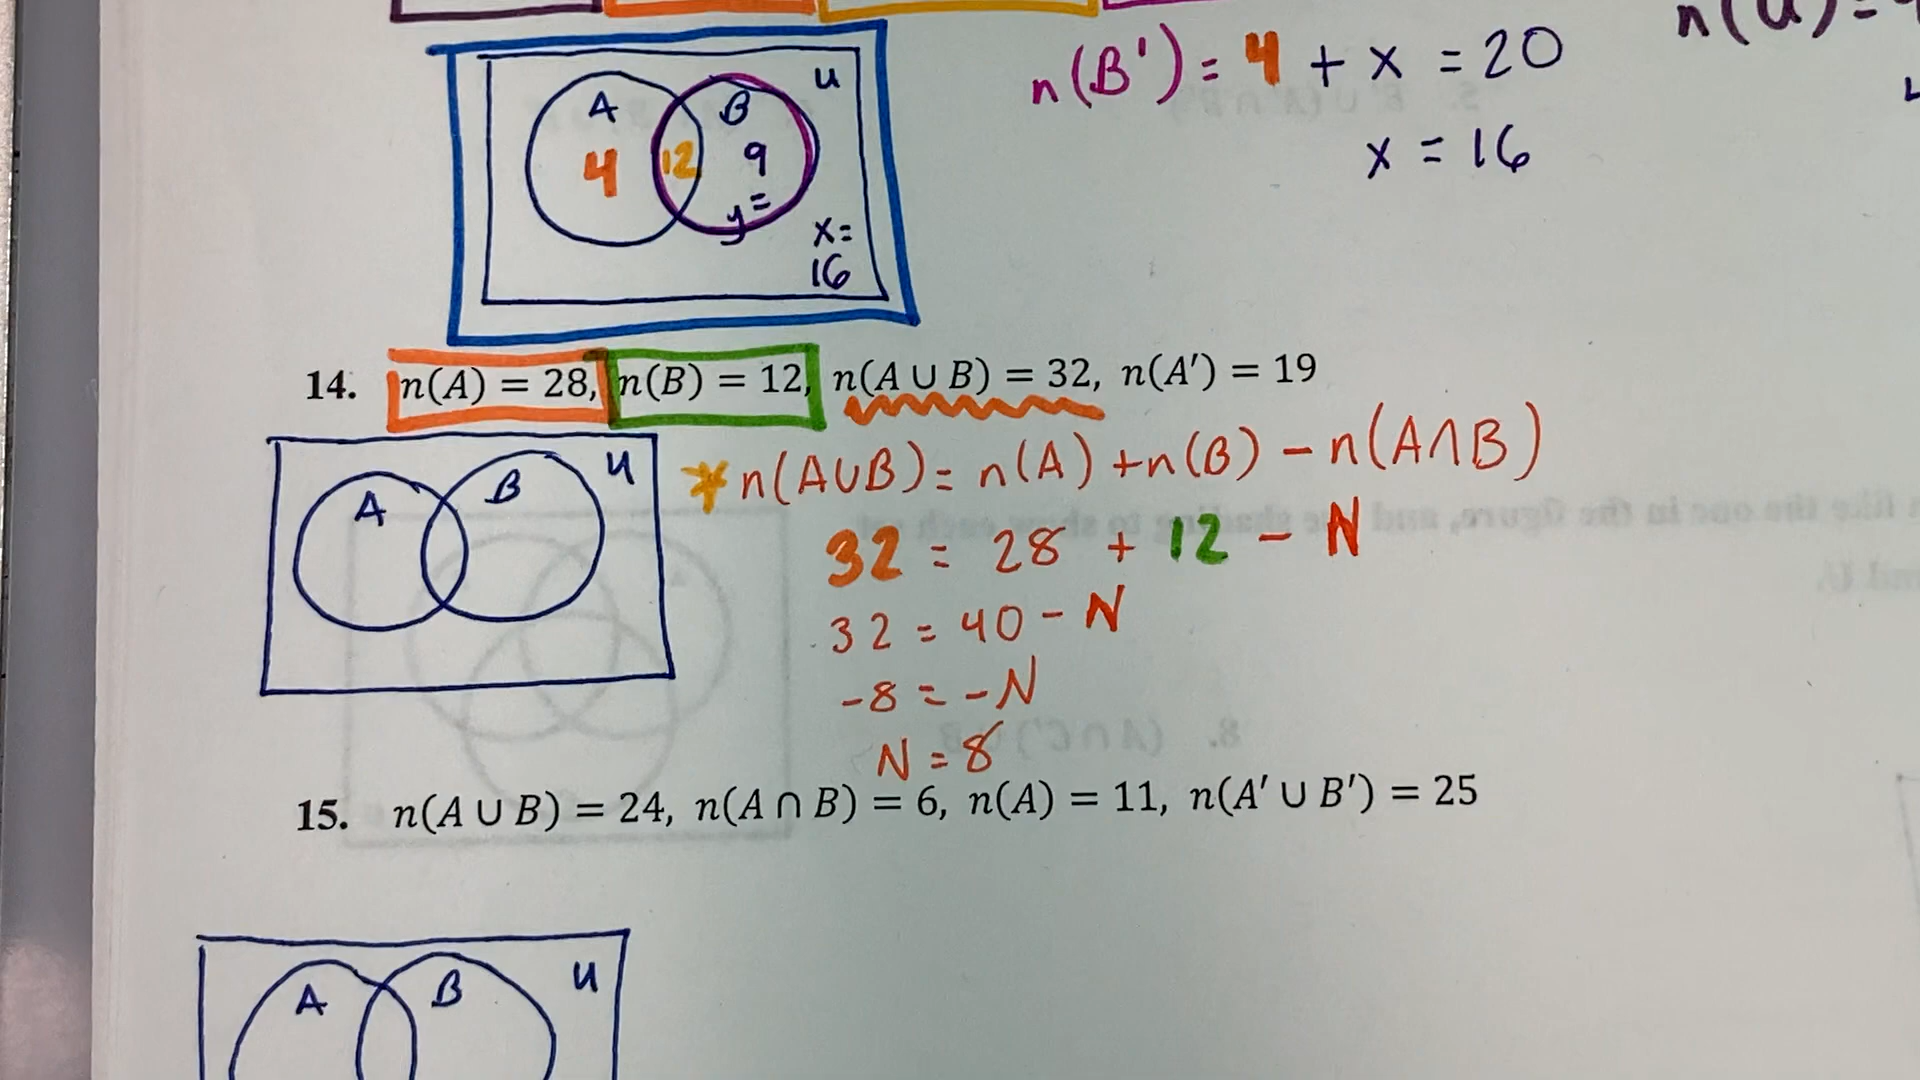 n(U)=
n(B') = 4 + x = 20
x = 16
A B U
4 12 9
y=
x=
16
14. n(A) = 28, n(B) = 12, n(A ∪ B) = 32, n(A′) = 19
A B U
* n(A∪B) = n(A) + n(B) - n(A∩B)
32 = 28 + 12 - N
32 = 40 - N
-8 = -N
N = 8
15. n(A ∪ B) = 24, n(A ∩ B) = 6, n(A) = 11, n(A′ ∪ B′) = 25
A B U